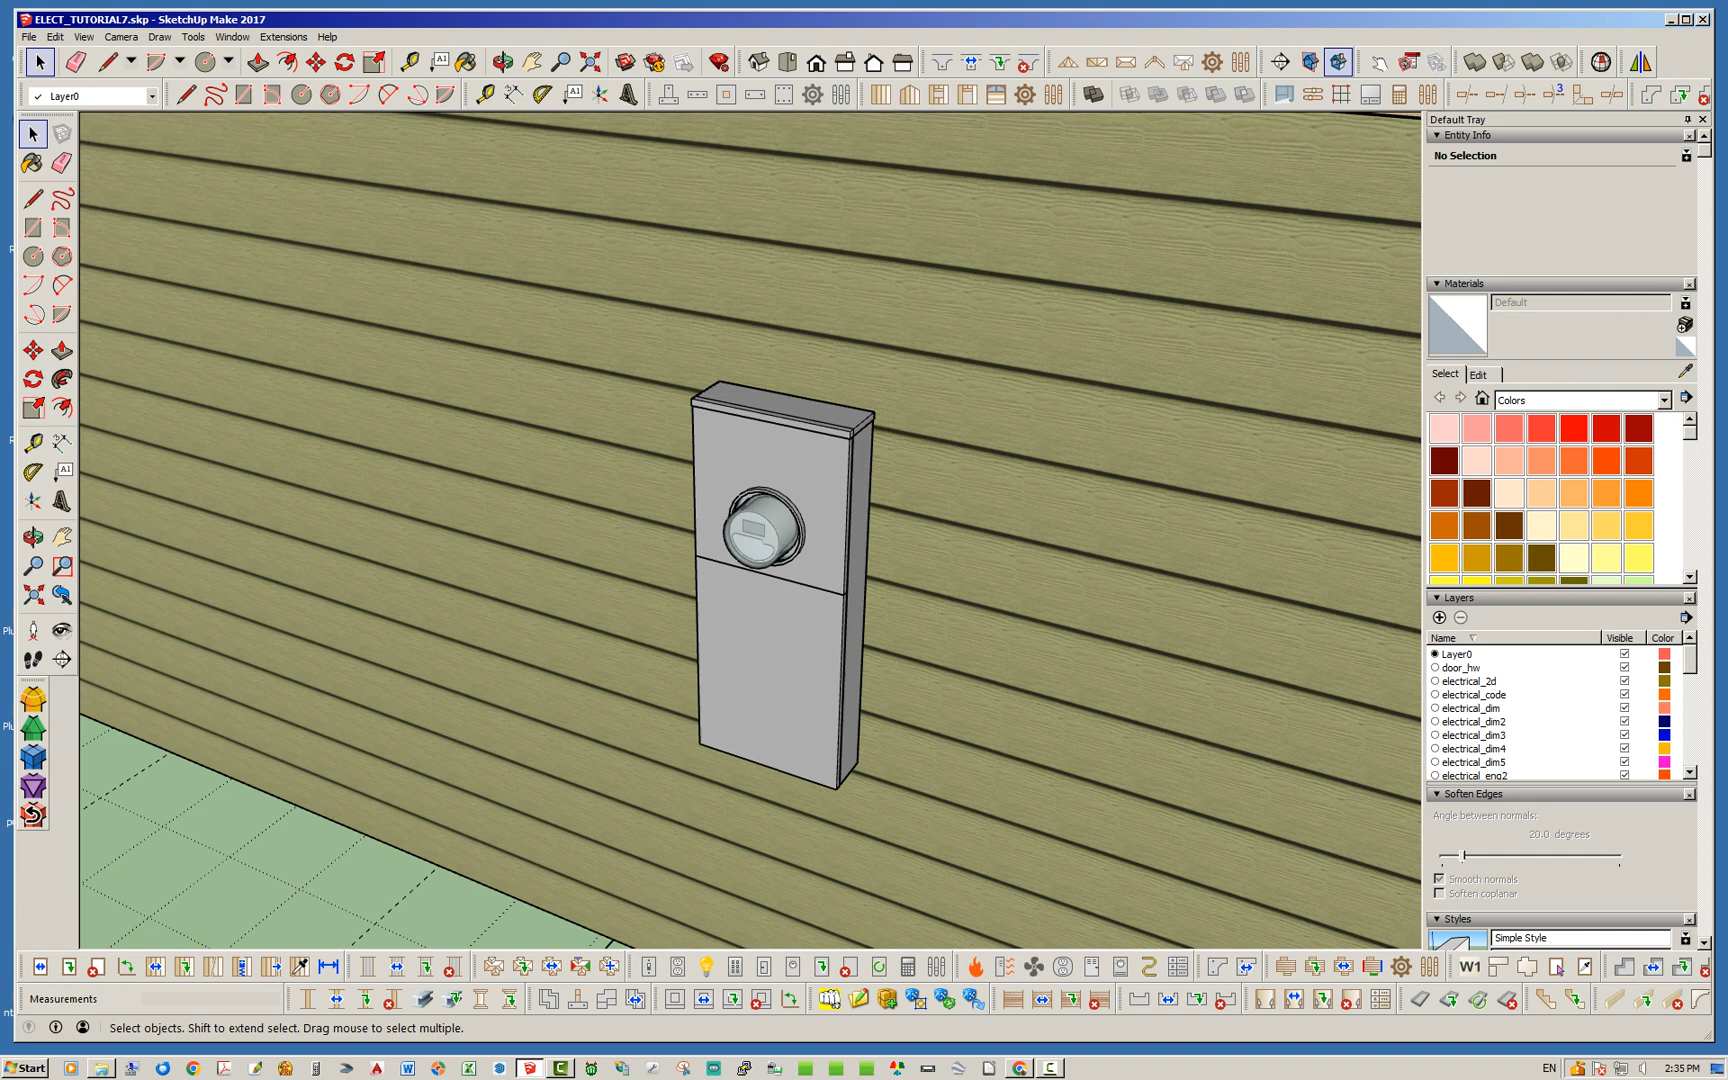 ELECT_TUTORIAL7.skp - SketchUp Make 2017
File Edit View Camera Draw Tools Window Extensions Help
Layer0
Default Tray
Entity Info
No Selection
Materials
Default
Select Edit
Colors
Layers
Name Visible Color
Layer0
door_hw
electrical_2d
electrical_code
electrical_dim
electrical_dim2
electrical_dim3
electrical_dim4
electrical_dim5
electrical_eng2
Soften Edges
Angle between normals:
20.0 degrees
Smooth normals
Soften coplanar
Styles
Simple Style
W1
Measurements
Select objects. Shift to extend select. Drag mouse to select multiple.
Start
EN
2:35 PM